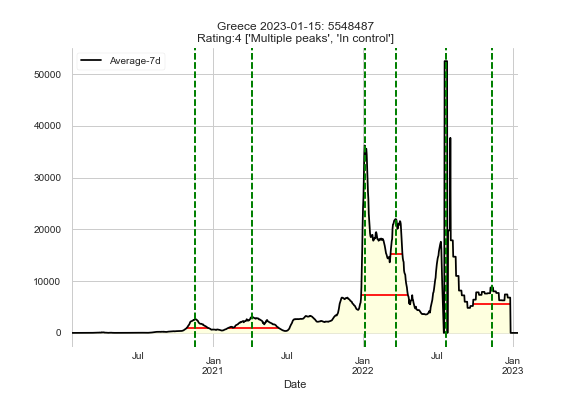 Greece 2023-01-15: 5548487
Rating:4 ['Multiple peaks', 'In control']
Average-7d
50000
40000
30000
20000
10000
0
Jul
Jan
2021
Jul
Jan
2022
Jul
Jan
2023
Date